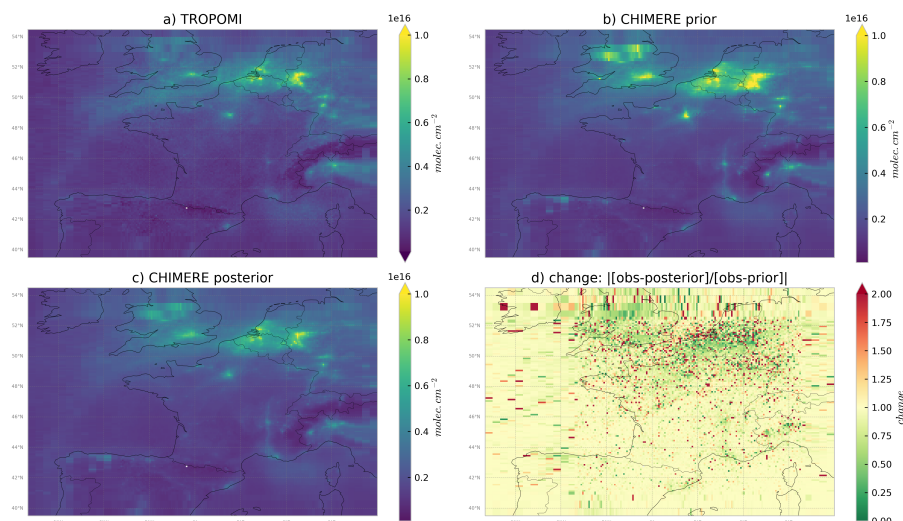 a) TROPOMI
1e16
54°N
52°N
50°N
48°N
46°N
44°N
42°N
40°N
1.0
0.8
0.6
0.4
0.2
molec. cm⁻²
b) CHIMERE prior
1e16
54°N
52°N
50°N
48°N
46°N
44°N
42°N
40°N
1.0
0.8
0.6
0.4
0.2
molec. cm⁻²
c) CHIMERE posterior
1e16
54°N
52°N
50°N
48°N
46°N
44°N
42°N
40°N
1.0
0.8
0.6
0.4
0.2
molec. cm⁻²
d) change: |[obs-posterior]/[obs-prior]|
54°N
52°N
50°N
48°N
46°N
44°N
42°N
40°N
2.00
1.75
1.50
1.25
1.00
0.75
0.50
0.25
0.00
change